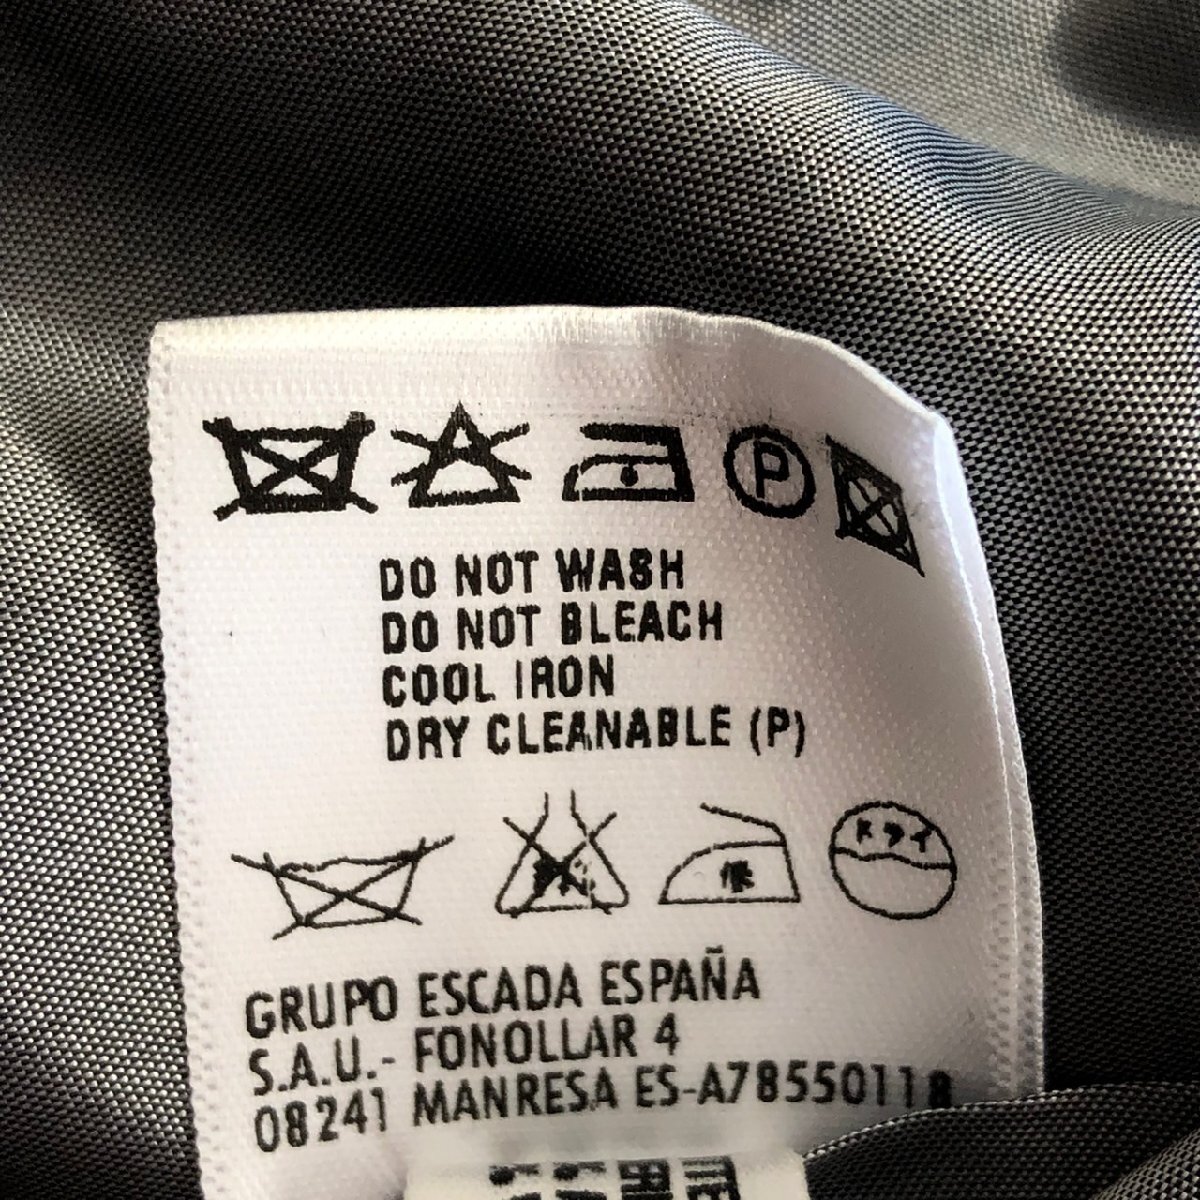 P
DO NOT WASH
DO NOT BLEACH
COOL IRON
DRY CLEANABLE (P)
低 ドライ
GRUPO ESCADA ESPAÑA
S.A.U.- FONOLLAR 4
08241 MANRESA ES-A78550118